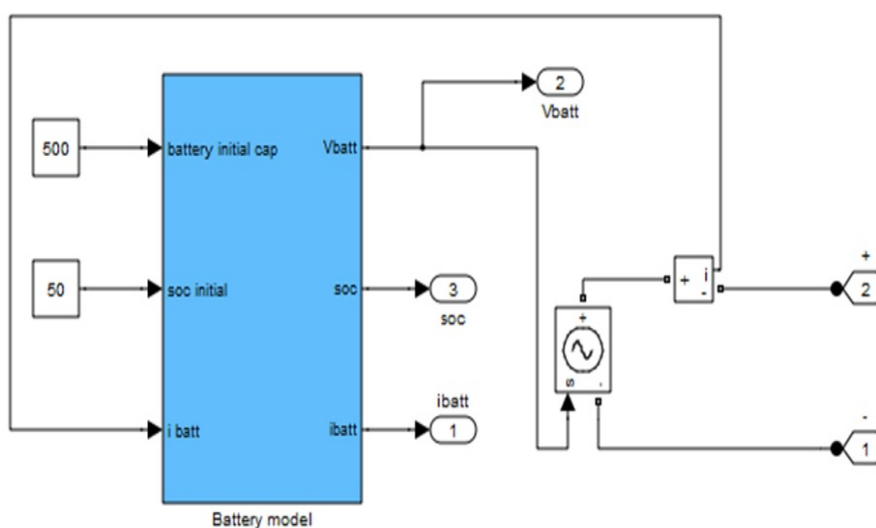 2
Vbatt
500
battery initial cap
Vbatt
+
+ i
-
2
50
soc initial
soc
3
soc
+
s -
ibatt
i batt
ibatt
1
-
1
Battery model